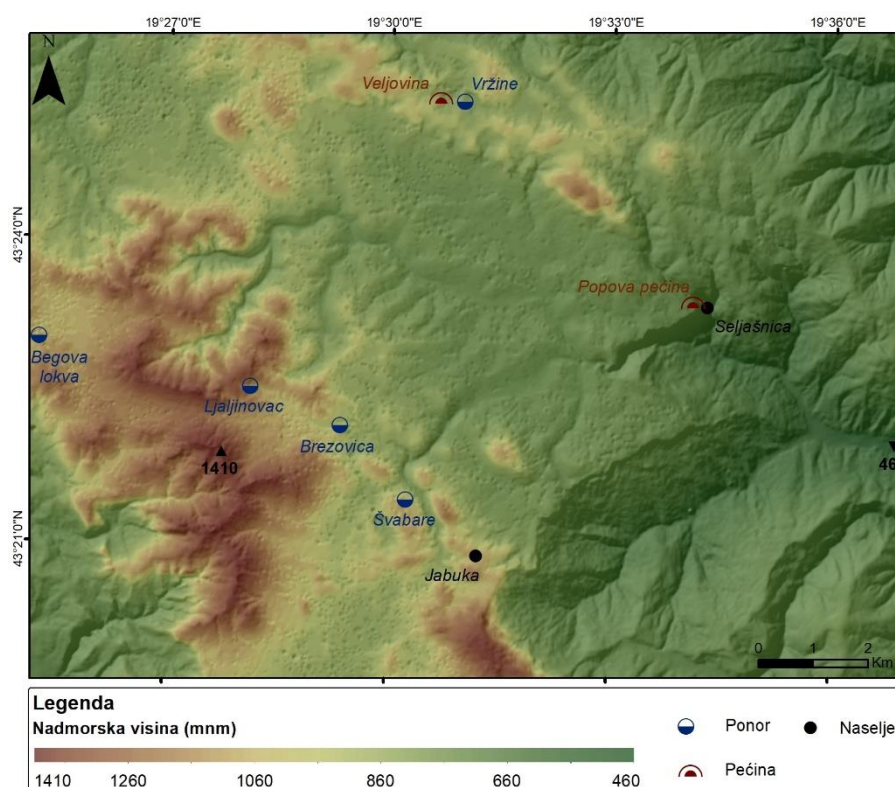 19°27'0"E 19°30'0"E 19°33'0"E 19°36'0"E
N
Veljovina
Vržine
43°24'0"N
Popova pećina
Seljašnica
Begova
lokva
Ljaljinovac
Brezovica
1410
46
Švabare
43°21'0"N
Jabuka
0 1 2
Km
Legenda
Nadmorska visina (mnm)
1410 1260 1060 860 660 460
Ponor
Naselje
Pećina